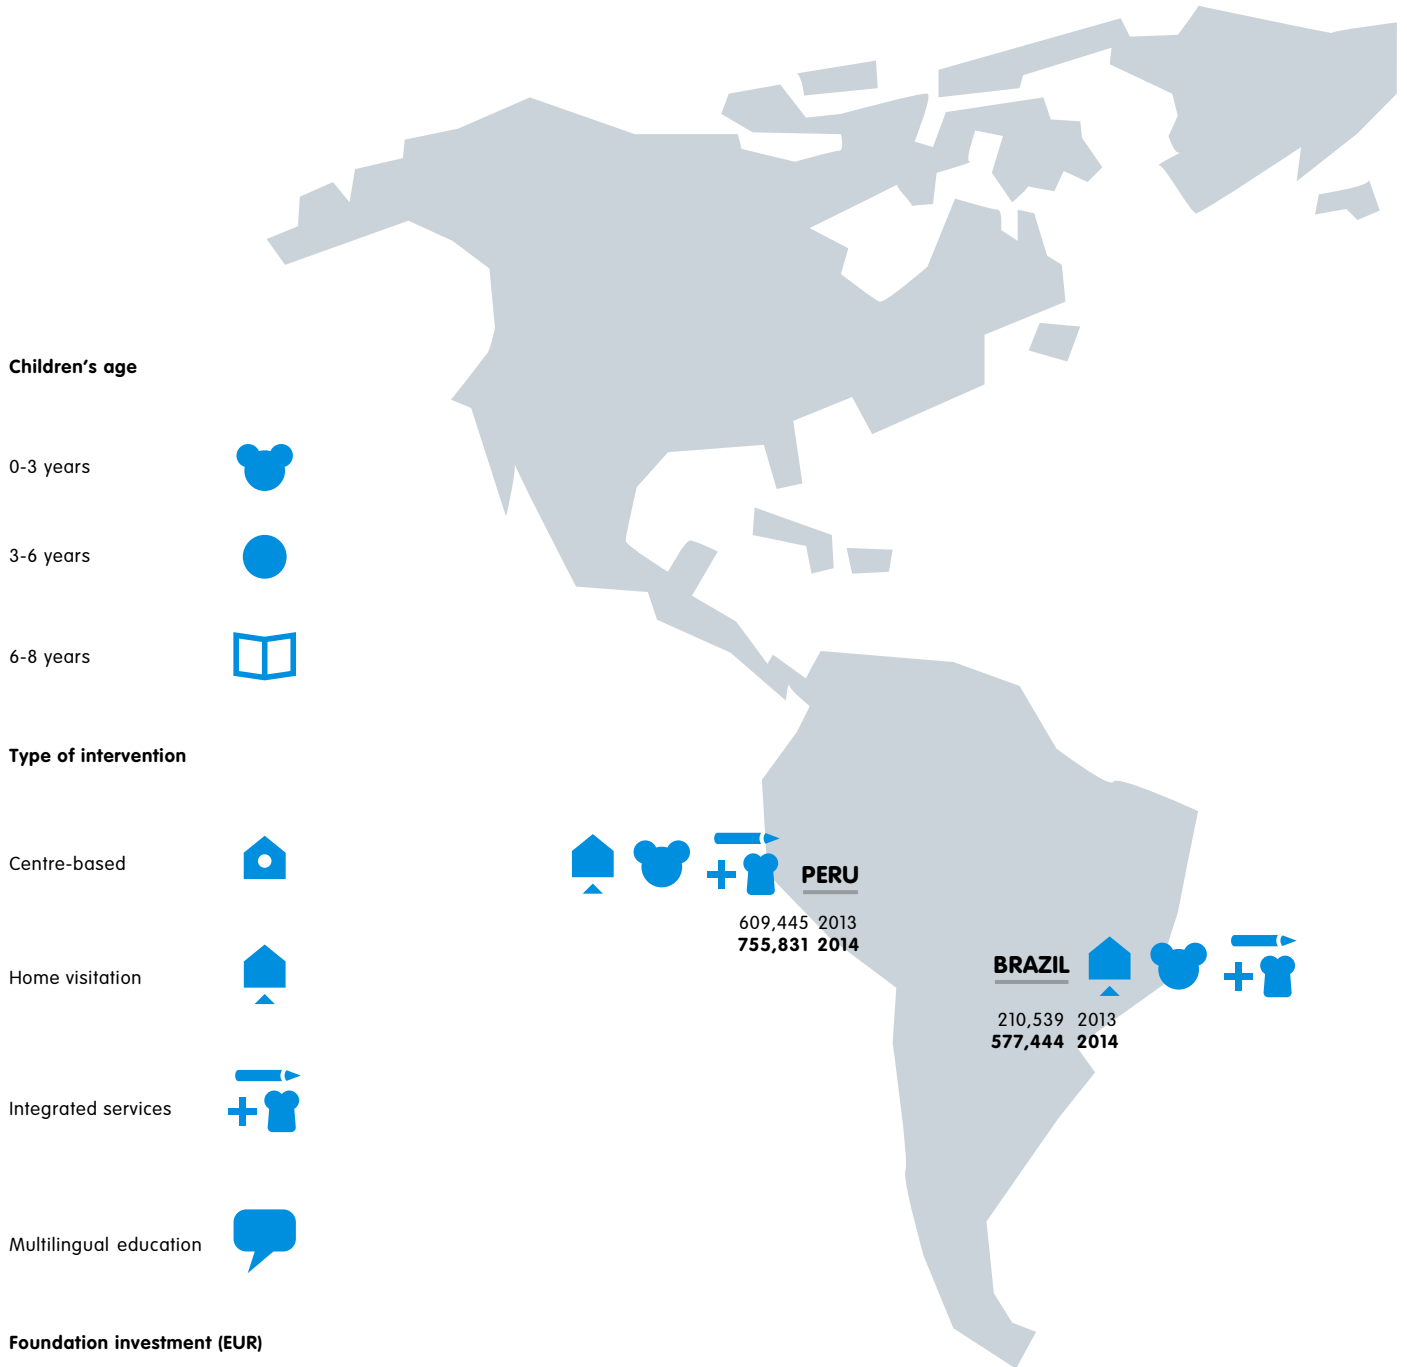 Children's age
0-3 years
3-6 years
6-8 years
Type of intervention
Centre-based
Home visitation
Integrated services
Multilingual education
Foundation investment (EUR)
PERU
609,445 2013
755,831 2014
BRAZIL
210,539 2013
577,444 2014